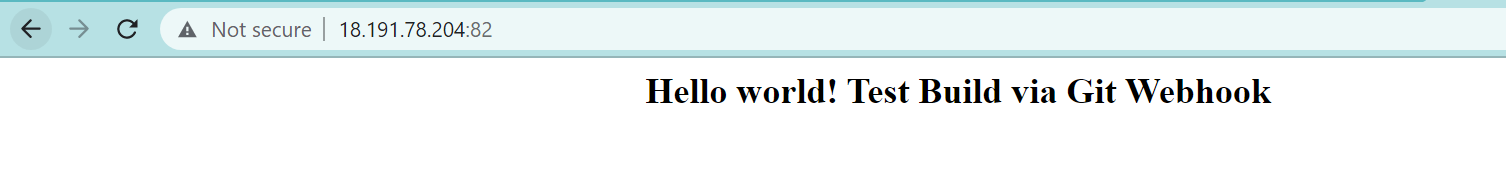 Not secure | 18.191.78.204:82
Hello world! Test Build via Git Webhook